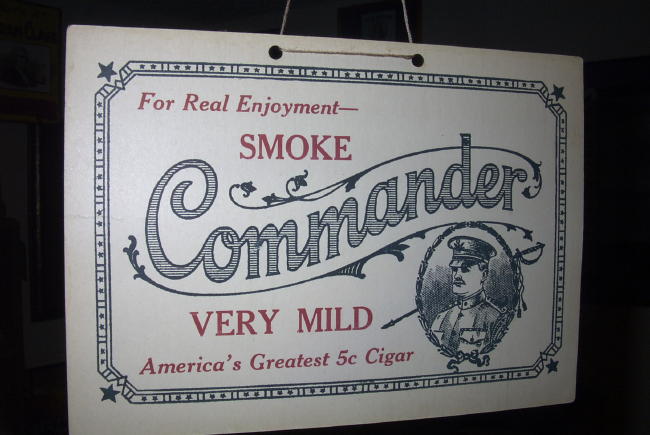 For Real Enjoyment—
SMOKE
Commander
VERY MILD
America's Greatest 5c Cigar